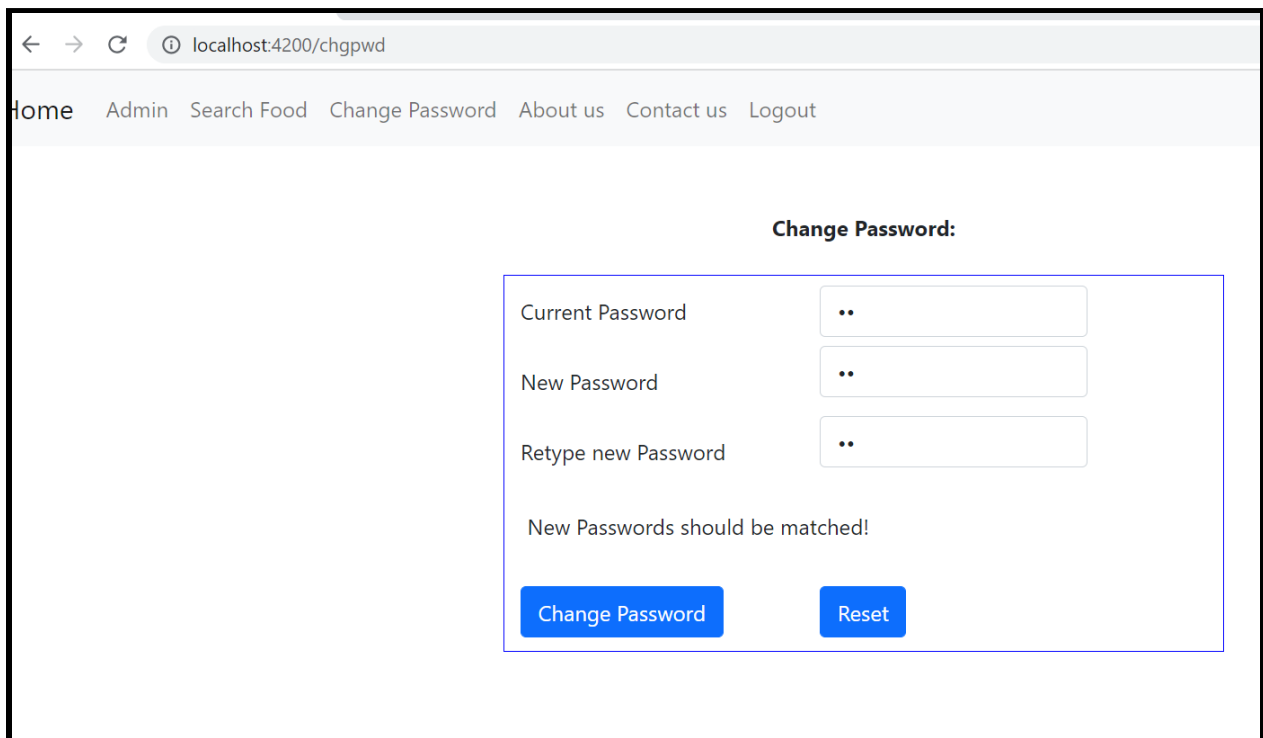 localhost:4200/chgpwd
Home Admin Search Food Change Password About us Contact us Logout
Change Password:
Current Password ••
New Password ••
Retype new Password ••
New Passwords should be matched!
Change Password Reset